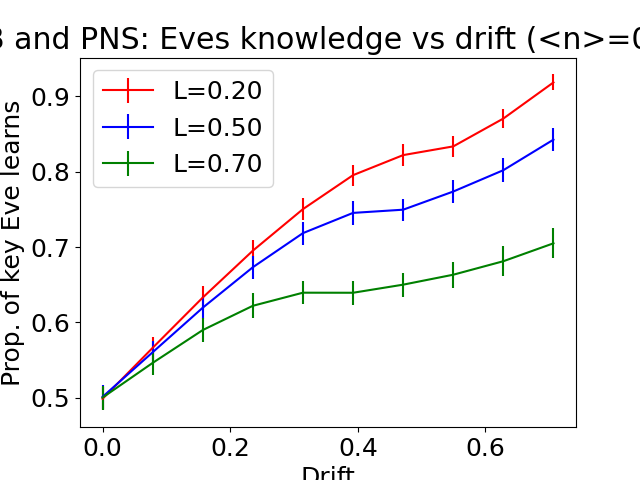 and PNS: Eves knowledge vs drift (<n>=
L=0.20
L=0.50
L=0.70
Prop. of key Eve learns
0.9
0.8
0.7
0.6
0.5
0.0 0.2 0.4 0.6
Drift